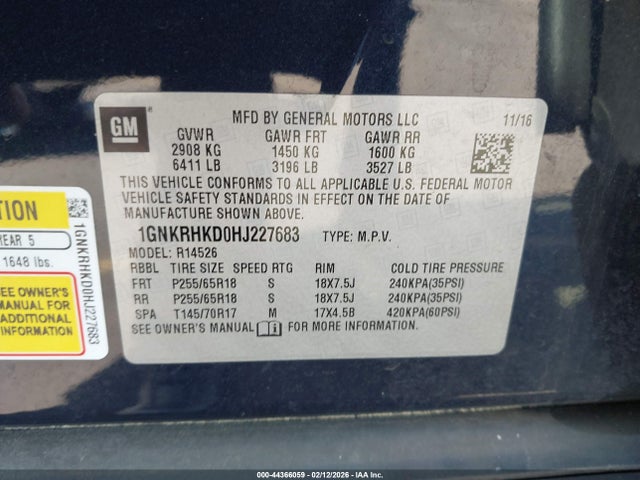 GM
MFD BY GENERAL MOTORS LLC 11/16
GVWR GAWR FRT GAWR RR
2908 KG 1450 KG 1600 KG
6411 LB 3196 LB 3527 LB
THIS VEHICLE CONFORMS TO ALL APPLICABLE U.S. FEDERAL MOTOR
VEHICLE SAFETY STANDARDS IN EFFECT ON THE DATE OF
MANUFACTURE SHOWN ABOVE.
1GNKRHKD0HJ227683 TYPE: M.P.V.
MODEL: R14526
RBBL TIRE SIZE SPEED RTG RIM COLD TIRE PRESSURE
FRT P255/65R18 S 18X7.5J 240KPA(35PSI)
RR P255/65R18 S 18X7.5J 240KPA(35PSI)
SPA T145/70R17 M 17X4.5B 420KPA(60PSI)
SEE OWNER'S MANUAL FOR MORE INFORMATION.
TION
REAR 5
1648 lbs.
SEE OWNER'S
MANUAL FOR
ADDITIONAL
INFORMATION
1GNKRHKD0HJ227683
000-44366059 - 02/12/2026 - IAAI.com